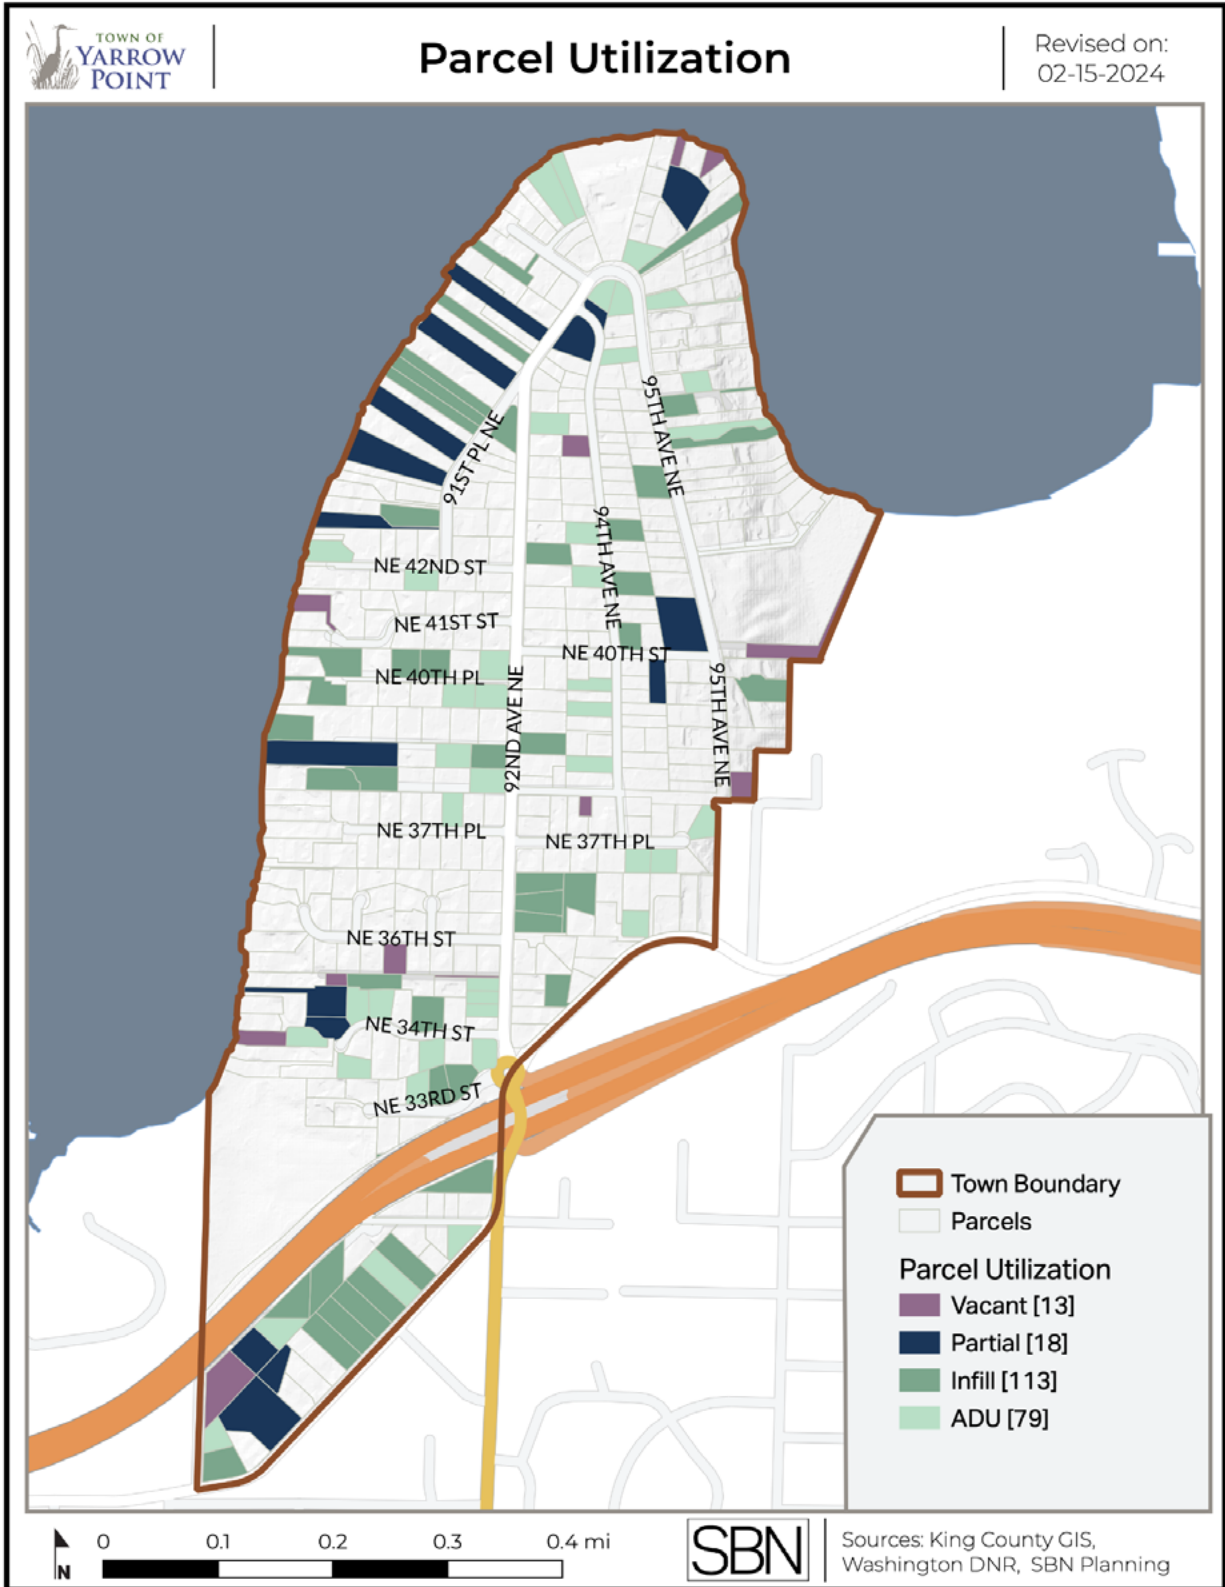 TOWN OF
YARROW
POINT
Parcel Utilization
Revised on:
02-15-2024
95TH AVE NE
91ST PL NE
94TH AVE NE
NE 42ND ST
NE 41ST ST
NE 40TH ST
NE 40TH PL
92ND AVE NE
95TH AVE NE
NE 37TH PL
NE 37TH PL
NE 36TH ST
NE 34TH ST
NE 33RD ST
Town Boundary
Parcels
Parcel Utilization
Vacant [13]
Partial [18]
Infill [113]
ADU [79]
N
0 0.1 0.2 0.3 0.4 mi
SBN
Sources: King County GIS,
Washington DNR, SBN Planning